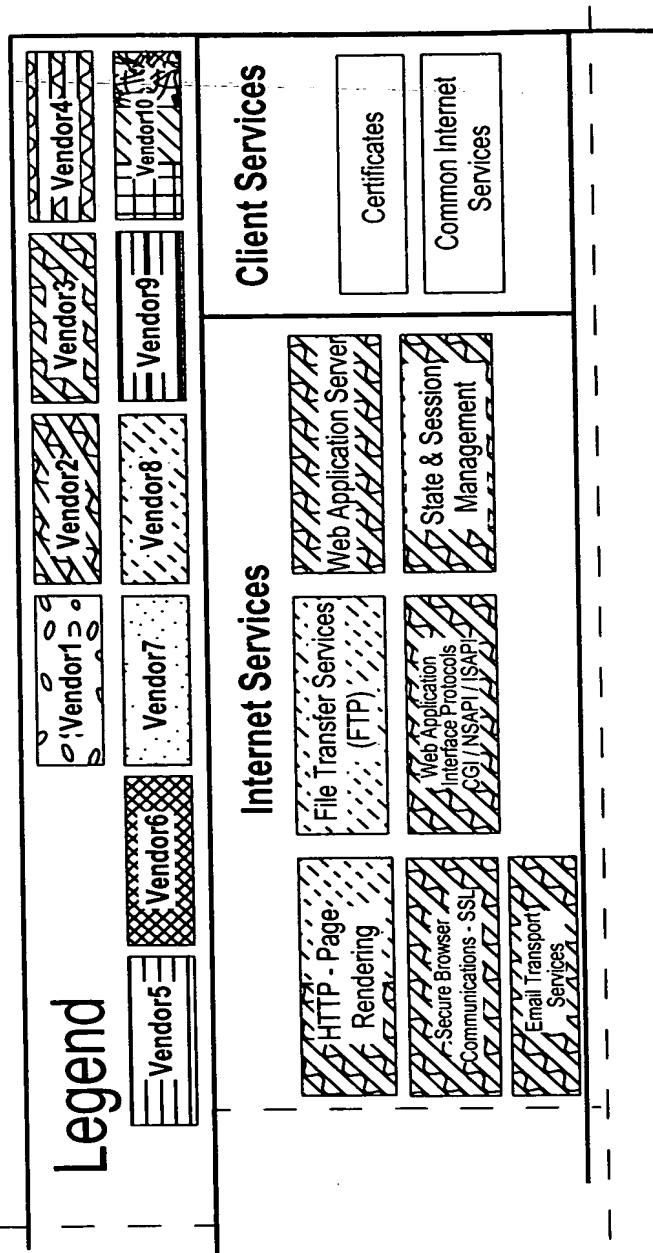 Legend
Vendor1
Vendor2
Vendor3
Vendor4
Vendor5
Vendor6
Vendor7
Vendor8
Vendor9
Vendor10
Internet Services
HTTP - Page
Rendering
File Transfer Services
(FTP)
Web Application Server
Secure Browser
Communications - SSL
Web Application
Interface Protocols
CGI / NSAPI / ISAPI
State & Session
Management
Email Transport
Services
Client Services
Certificates
Common Internet
Services